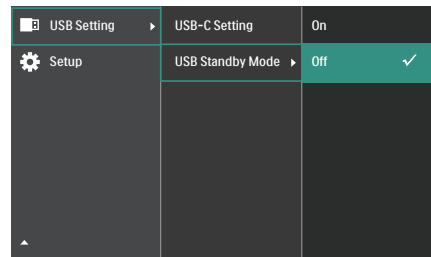 USB Setting
USB-C Setting
On
Setup
USB Standby Mode
Off